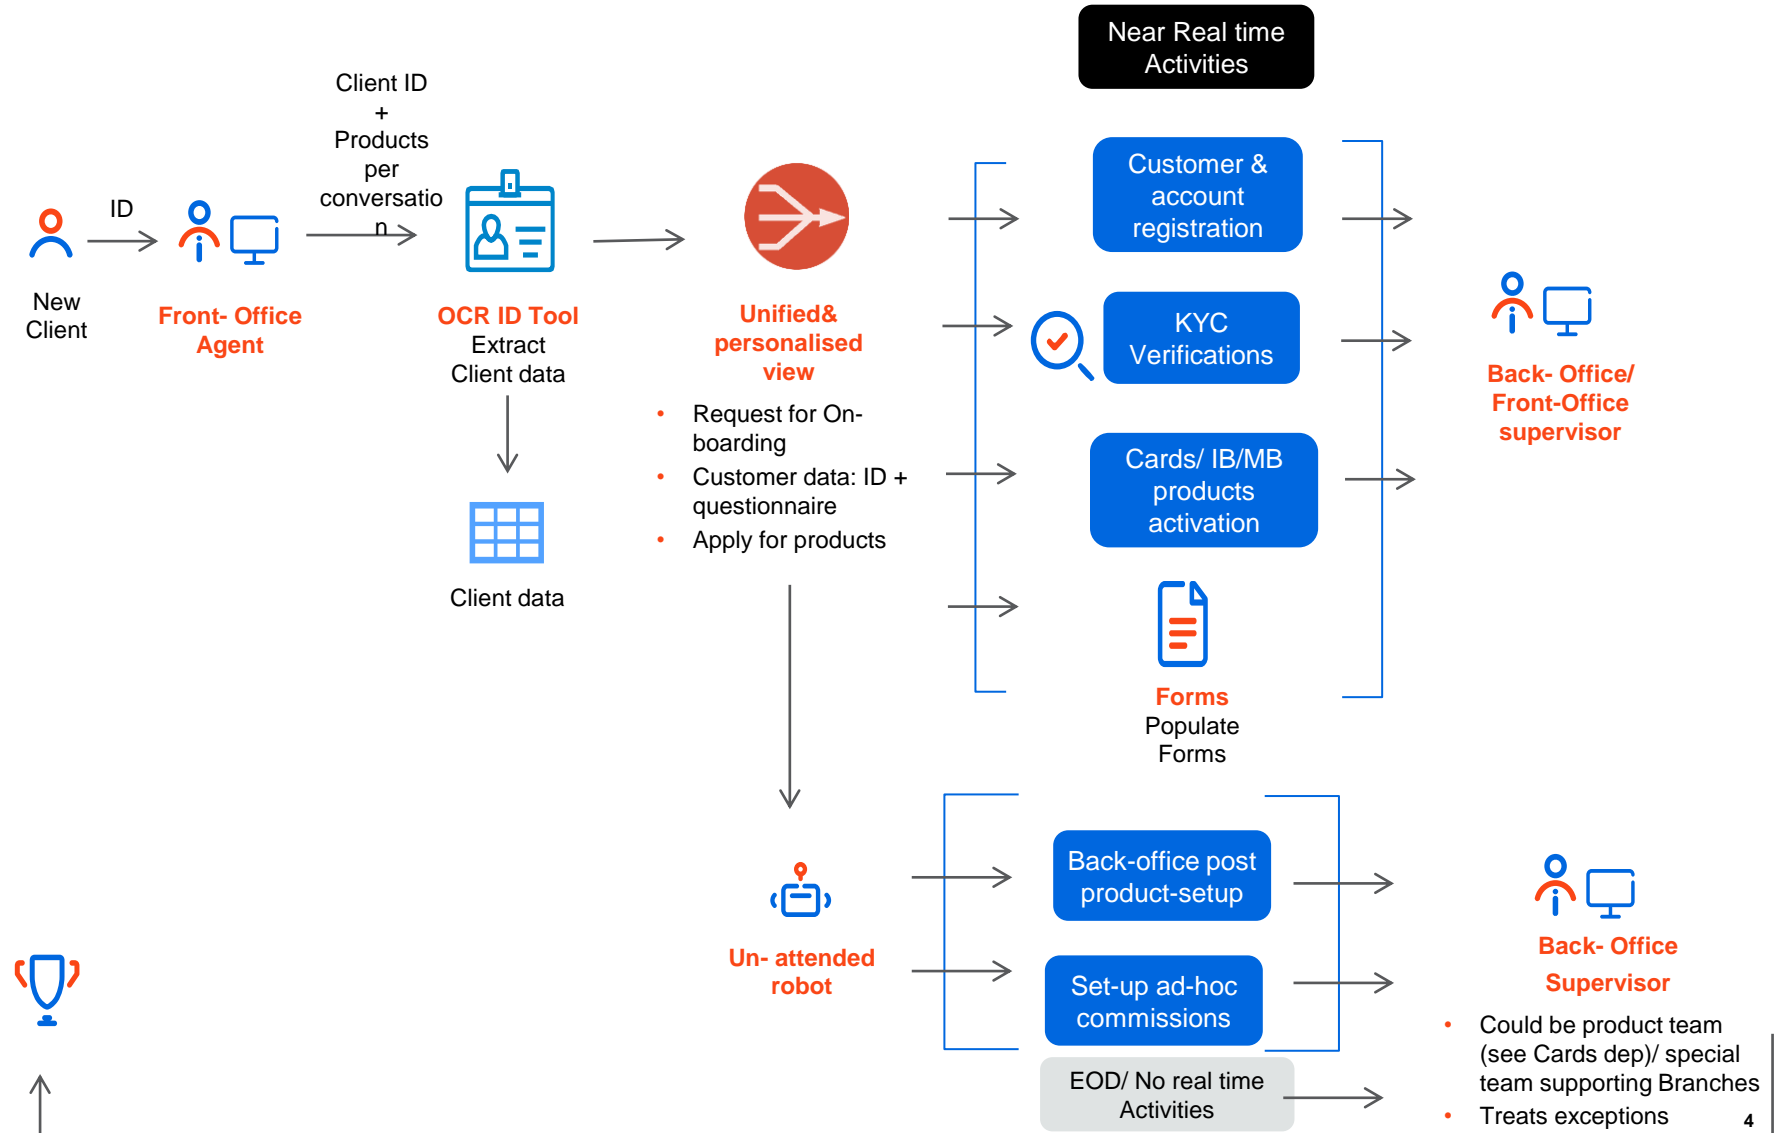 Near Real time
Activities
Client ID
+
Products
per
conversatio
n
ID
New
Client
Front- Office
Agent
OCR ID Tool
Extract
Client data
Client data
Unified&
personalised
view
• Request for On-
boarding
• Customer data: ID +
questionnaire
• Apply for products
Customer &
account
registration
KYC
Verifications
Cards/ IB/MB
products
activation
Forms
Populate
Forms
Back- Office/
Front-Office
supervisor
Un- attended
robot
Back-office post
product-setup
Set-up ad-hoc
commissions
EOD/ No real time
Activities
Back- Office
Supervisor
• Could be product team
(see Cards dep)/ special
team supporting Branches
• Treats exceptions
4